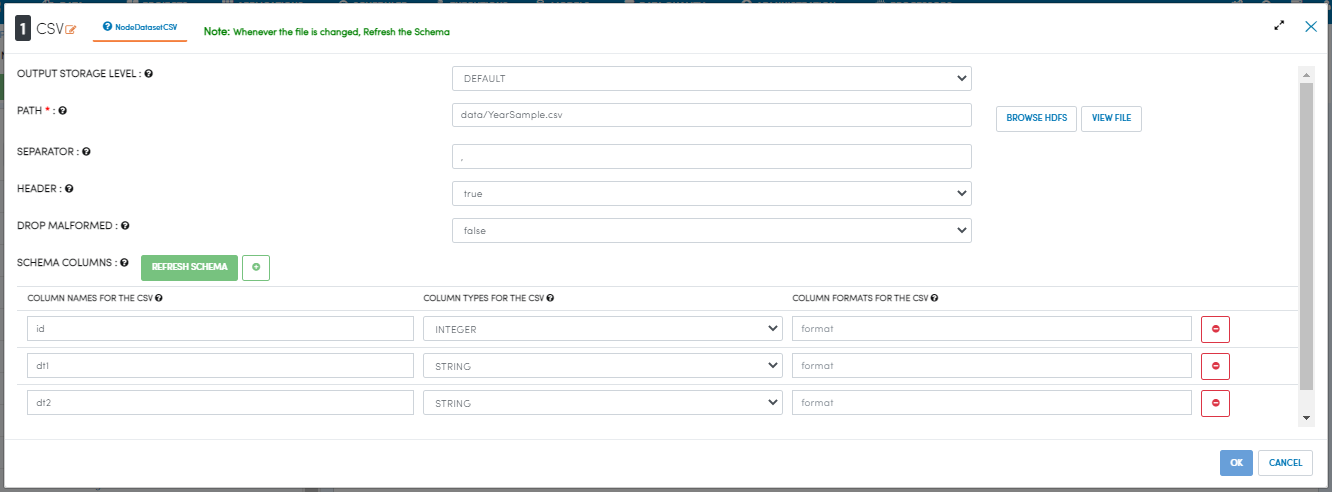 1 CSV NodeDatasetCSV Note: Whenever the file is changed, Refresh the Schema
OUTPUT STORAGE LEVEL : DEFAULT
PATH * : data/YearSample.csv BROWSE HDFS VIEW FILE
SEPARATOR : ,
HEADER : true
DROP MALFORMED : false
SCHEMA COLUMNS : REFRESH SCHEMA
COLUMN NAMES FOR THE CSV COLUMN TYPES FOR THE CSV COLUMN FORMATS FOR THE CSV
id INTEGER format
dt1 STRING format
dt2 STRING format
OK CANCEL